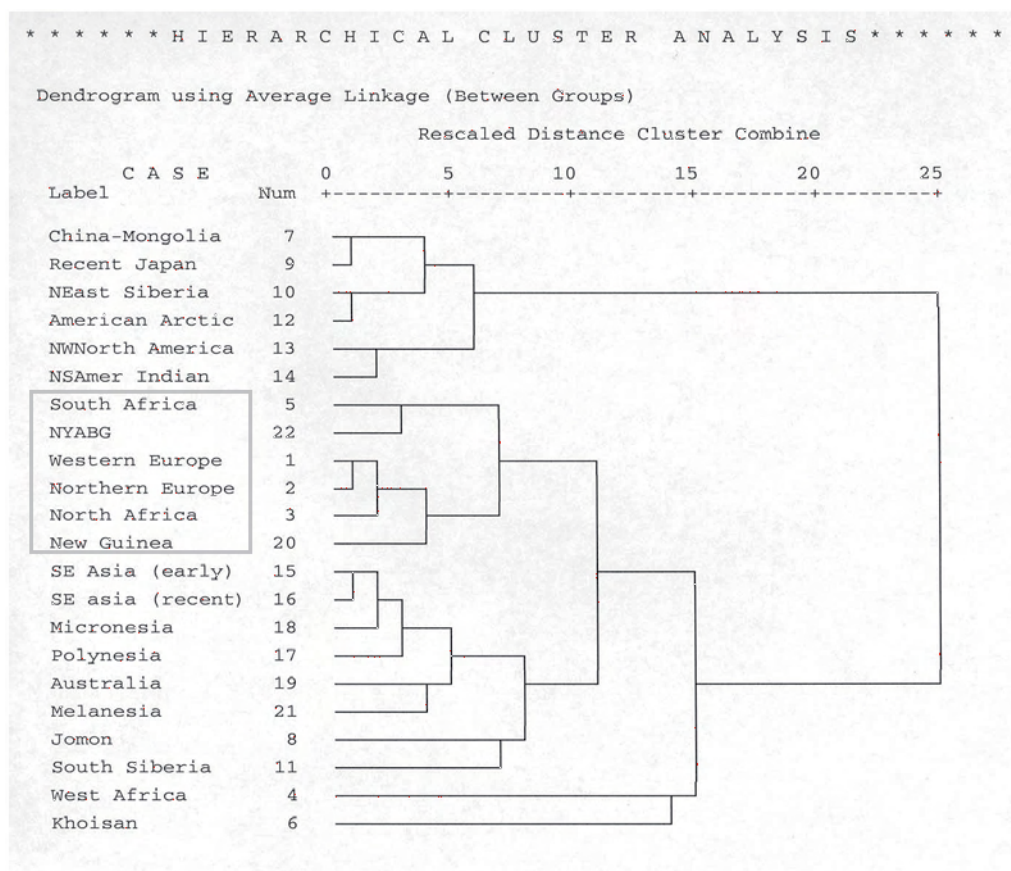 * * * * * * H I E R A R C H I C A L C L U S T E R A N A L Y S I S * * * * * *
Dendrogram using Average Linkage (Between Groups)
Rescaled Distance Cluster Combine
C A S E 0 5 10 15 20 25
Label Num +---------+---------+---------+---------+---------+
China-Mongolia 7
Recent Japan 9
NEast Siberia 10
American Arctic 12
NWNorth America 13
NSAmer Indian 14
South Africa 5
NYABG 22
Western Europe 1
Northern Europe 2
North Africa 3
New Guinea 20
SE Asia (early) 15
SE asia (recent) 16
Micronesia 18
Polynesia 17
Australia 19
Melanesia 21
Jomon 8
South Siberia 11
West Africa 4
Khoisan 6